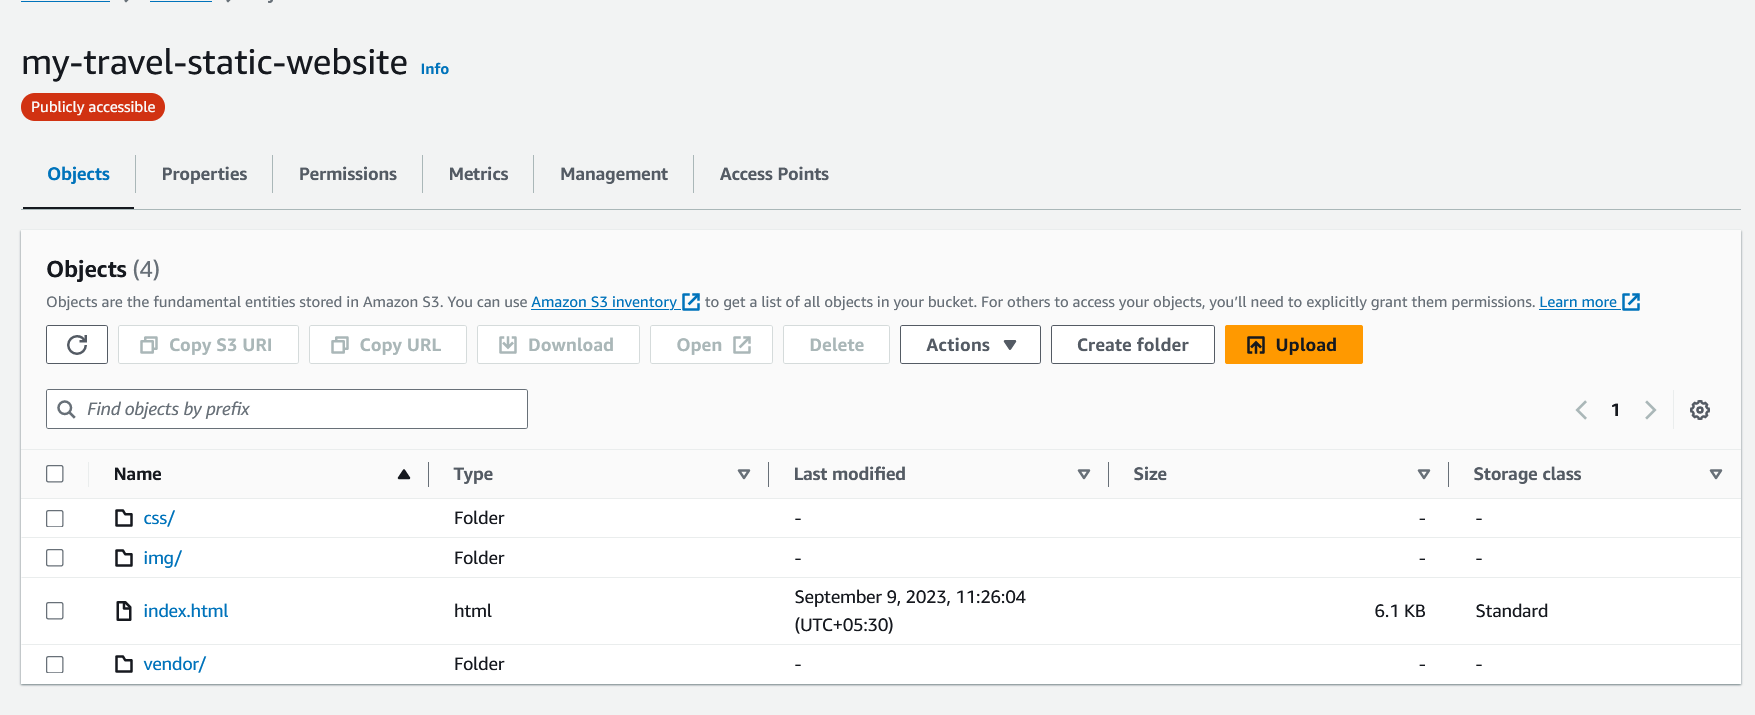 my-travel-static-website Info
Publicly accessible
Objects Properties Permissions Metrics Management Access Points
Objects (4)
Objects are the fundamental entities stored in Amazon S3. You can use Amazon S3 inventory to get a list of all objects in your bucket. For others to access your objects, you'll need to explicitly grant them permissions. Learn more
Copy S3 URI Copy URL Download Open Delete Actions Create folder Upload
Find objects by prefix 1
Name Type Last modified Size Storage class
css/ Folder - - -
img/ Folder - - -
index.html html September 9, 2023, 11:26:04 6.1 KB Standard
(UTC+05:30)
vendor/ Folder - - -